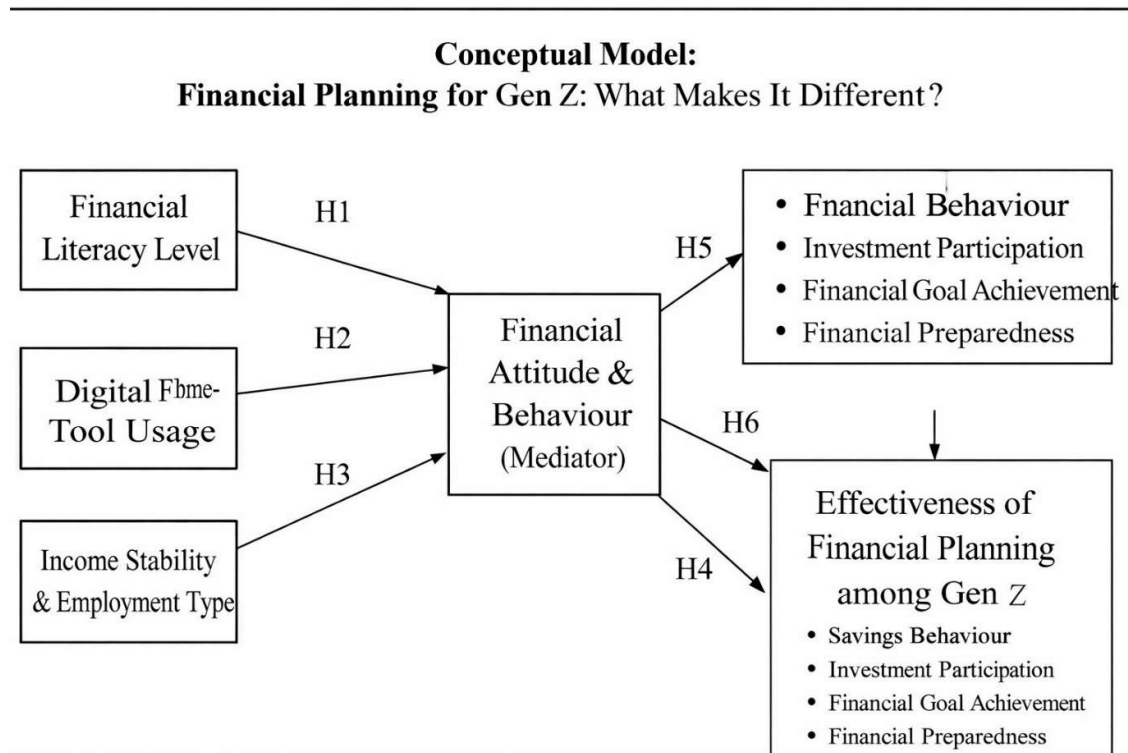 Conceptual Model:
Financial Planning for Gen Z: What Makes It Different?
Financial
Literacy Level
H1
Digital Fbme-
Tool Usage
H2
Income Stability
& Employment Type
H3
Financial
Attitude &
Behaviour
(Mediator)
H5
• Fnancial Behaviour
• Investment Participation
• Financial Goal Achievement
• Financial Preparedness
H6
H4
Effectiveness of
Financial Planning
among Gen Z
• Savings Behaviour
• Investment Participation
• Financial Goal Achievement
• Financial Preparedness